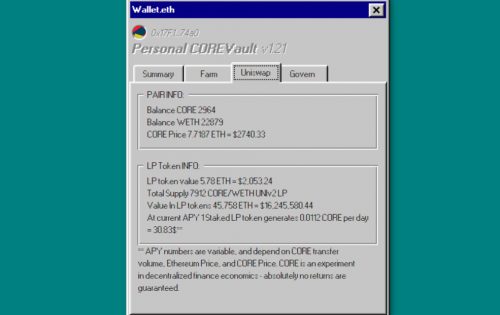 Wallet.eth
0x17F1...74a0
Personal COREVault v1.21
Summary Farm Uniswap Govern
PAIR INFO:
Balance CORE 2964
Balance WETH 22879
CORE Price 7.7187 ETH = $2740.33
LP Token INFO:
LP token value 5.78 ETH = $2,053.24
Total Supply 7912 CORE/WETH UNIv2 LP
Value In LP tokens 45,758 ETH = $16,245,580.44
At current APY 1 Staked LP token generates 0.0112 CORE per day
= 30.83$**
** APY numbers are variable, and depend on CORE transfer
volume, Ethereum Price, and CORE Price. CORE is an experiment
in decentralized finance economics - absolutely no returns are
guaranteed.